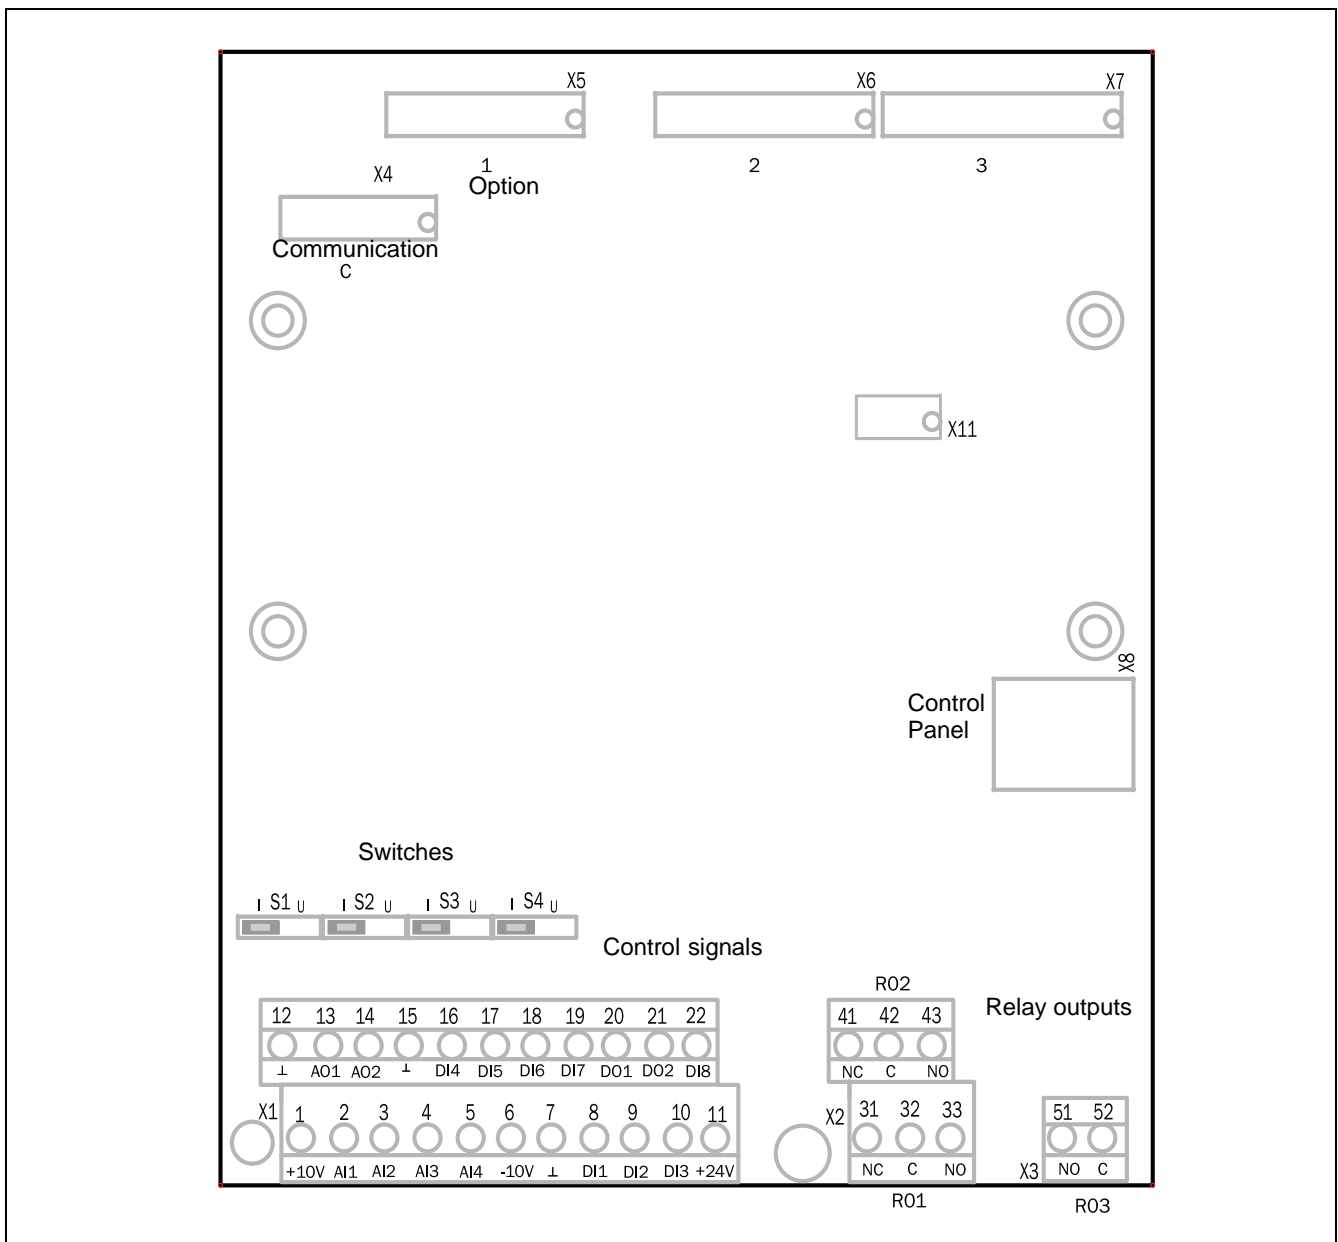 X5 X6 X7
1 2 3
Option
X4
Communication
C
X11
X8
Control
Panel
Switches
I S1 U I S2 U I S3 U I S4 U
Control signals
RO2
Relay outputs
12 13 14 15 16 17 18 19 20 21 22
⊥ AO1 AO2 ⊥ DI4 DI5 DI6 DI7 DO1 DO2 DI8
41 42 43
NC C NO
X1
1 2 3 4 5 6 7 8 9 10 11
+10V AI1 AI2 AI3 AI4 -10V ⊥ DI1 DI2 DI3 +24V
X2
31 32 33
NC C NO
RO1
51 52
X3
NO C
RO3